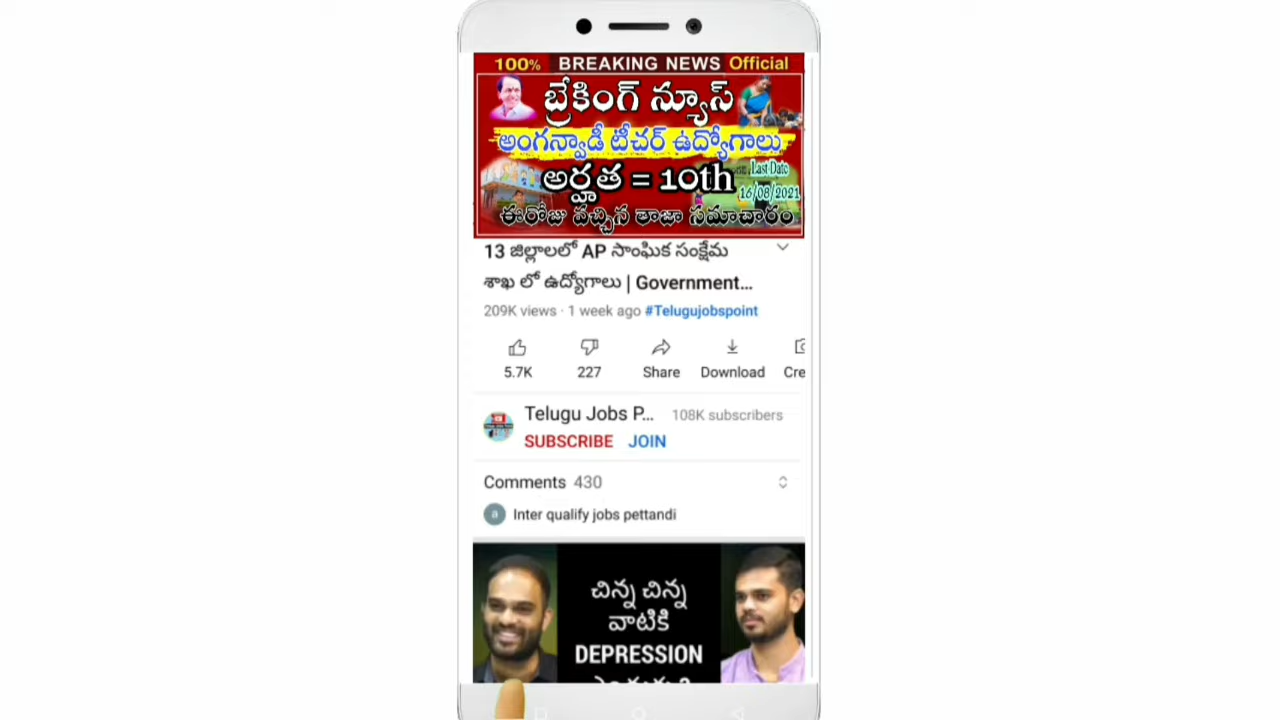 100% BREAKING NEWS Official
బ్రేకింగ్ న్యూస్
అంగన్వాడీ టీచర్ ఉద్యోగాలు
Last Date
అర్హత = 10th
16/08/2021
ఈరోజు వచ్చిన తాజా సమాచారం
13 జిల్లాలలో AP సాంఘిక సంక్షేమ
శాఖ లో ఉద్యోగాలు | Government...
209K views · 1 week ago #Telugujobspoint
5.7K 227 Share Download Cre
Telugu Jobs P... 108K subscribers
SUBSCRIBE JOIN
Comments 430
a Inter qualify jobs pettandi
చిన్న చిన్న
వాటికి
DEPRESSION